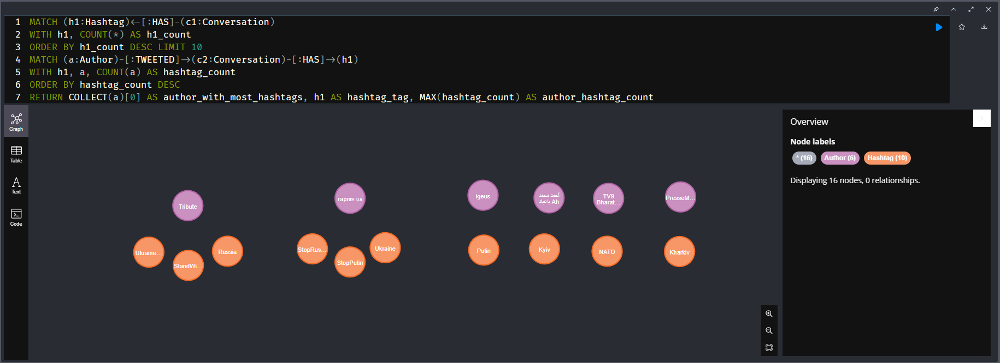 1 MATCH (h1:Hashtag)<-[:HAS]-(c1:Conversation)
2 WITH h1, COUNT(*) AS h1_count
3 ORDER BY h1_count DESC LIMIT 10
4 MATCH (a:Author)-[:TWEETED]->(c2:Conversation)-[:HAS]->(h1)
5 WITH h1, a, COUNT(a) AS hashtag_count
6 ORDER BY hashtag_count DESC
7 RETURN COLLECT(a)[0] AS author_with_most_hashtags, h1 AS hashtag_tag, MAX(hashtag_count) AS author_hashtag_count
Graph
Table
Text
Code
Tribute
igeus
Ah
TV9
Bharat...
PresseM...
Ukraine...
StandWi...
Russia
StopRus...
StopPutin
Ukraine
Putin
Kyiv
NATO
Kharkiv
Overview
Node labels
* (16) Author (6) Hashtag (10)
Displaying 16 nodes, 0 relationships.